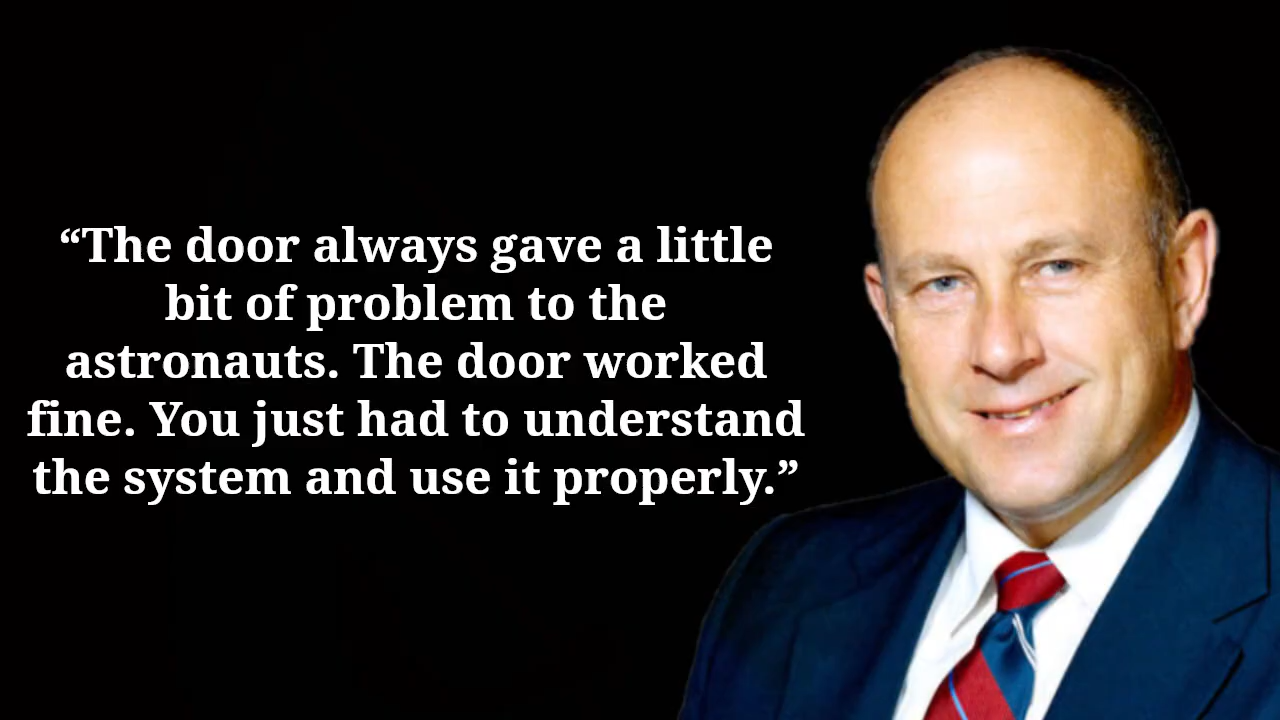 “The door always gave a little
bit of problem to the
astronauts. The door worked
fine. You just had to understand
the system and use it properly.”